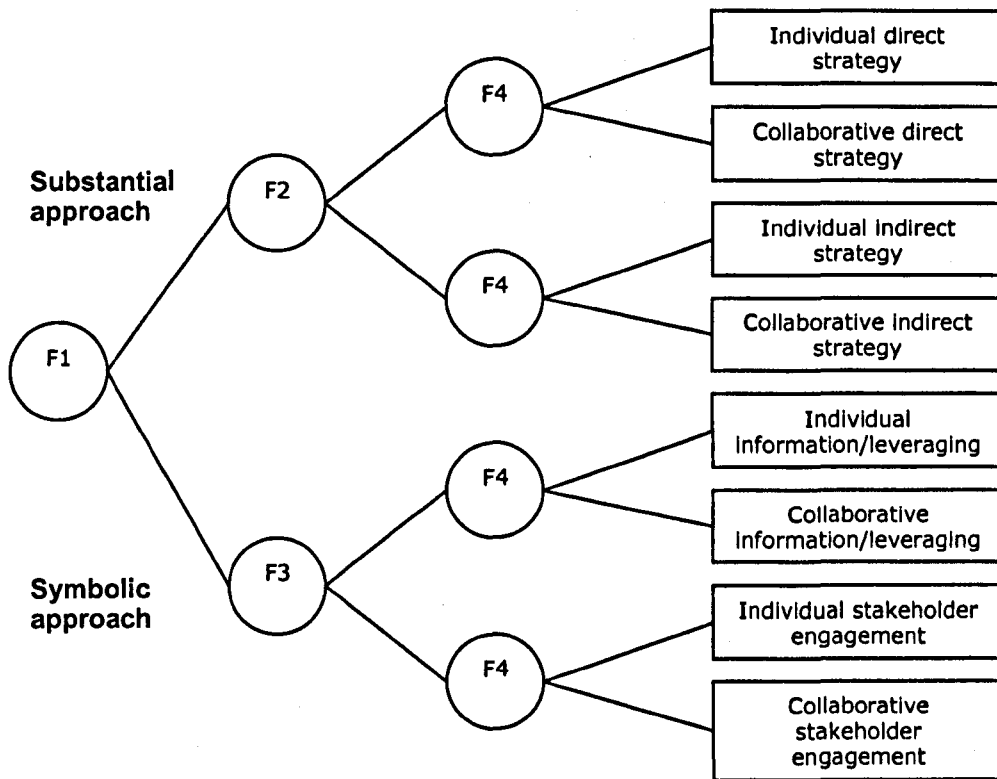 Individual direct
strategy
F4
Collaborative direct
strategy
Substantial
approach
F2
Individual indirect
strategy
F4
Collaborative indirect
strategy
F1
Individual
information/leveraging
F4
Collaborative
information/leveraging
F3
Symbolic
approach
Individual stakeholder
engagement
F4
Collaborative
stakeholder
engagement